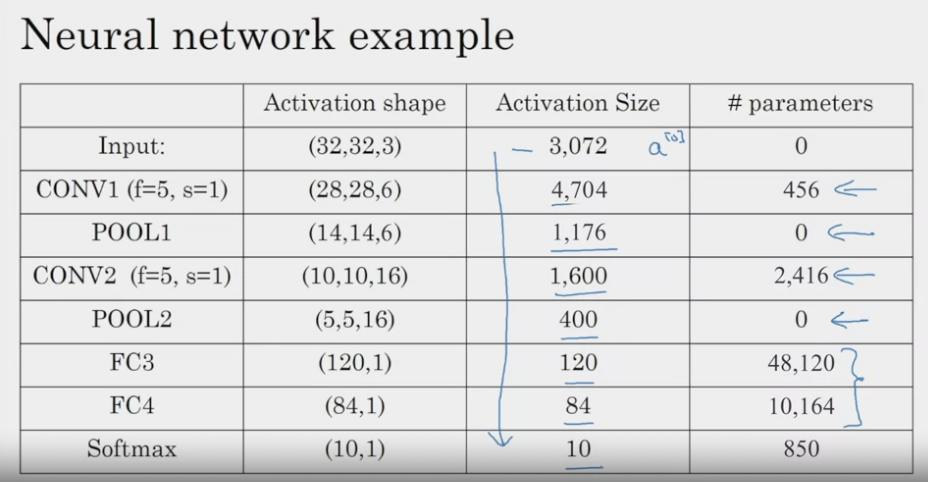 Neural network example
Activation shape Activation Size # parameters
Input: (32,32,3) — 3,072 a[0] 0
CONV1 (f=5, s=1) (28,28,6) 4,704 456
POOL1 (14,14,6) 1,176 0
CONV2 (f=5, s=1) (10,10,16) 1,600 2,416
POOL2 (5,5,16) 400 0
FC3 (120,1) 120 48,120
FC4 (84,1) 84 10,164
Softmax (10,1) 10 850